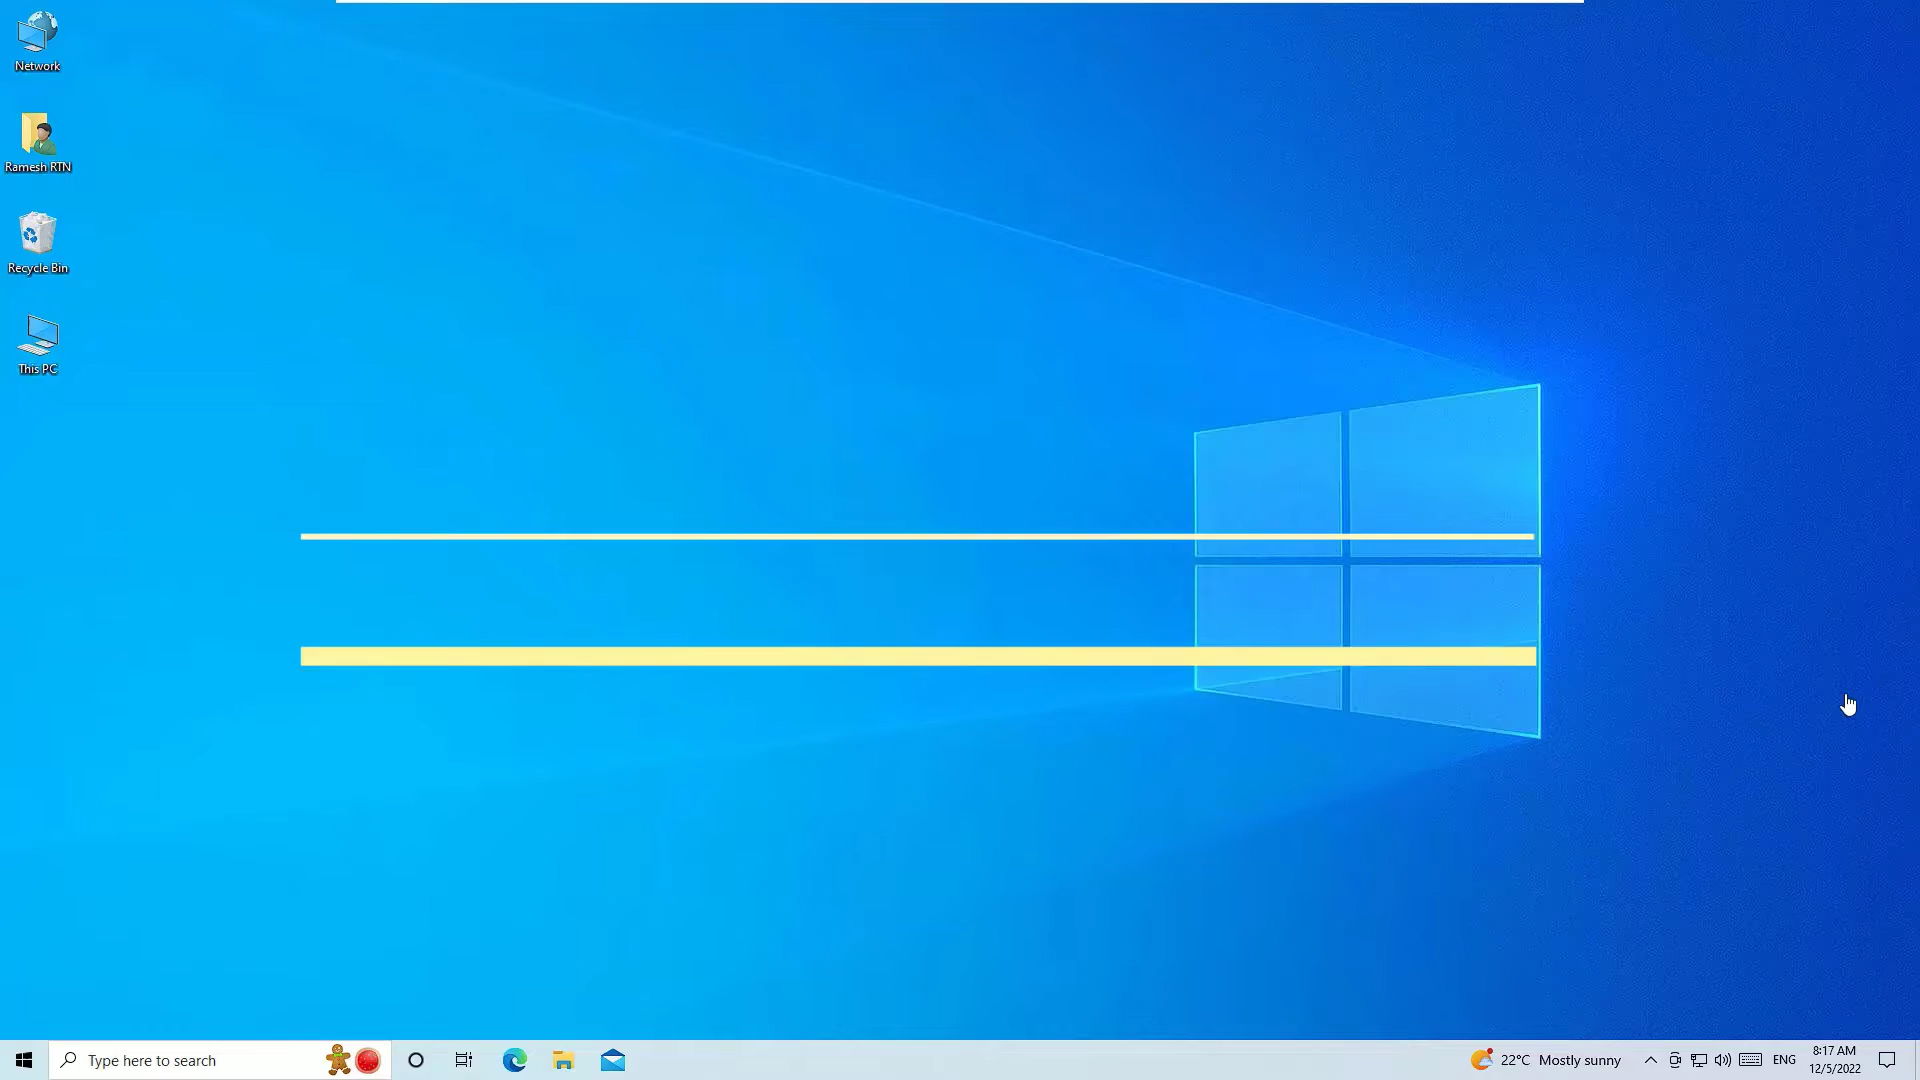 Network
Ramesh RTN
Recycle Bin
This PC
Type here to search
22°C Mostly sunny
ENG
8:17 AM
12/5/2022